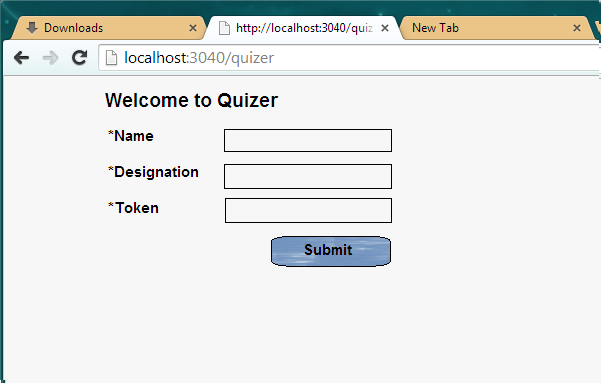 Downloads
http://localhost:3040/quiz
New Tab
localhost:3040/quizer
Welcome to Quizer
*Name
*Designation
*Token
Submit